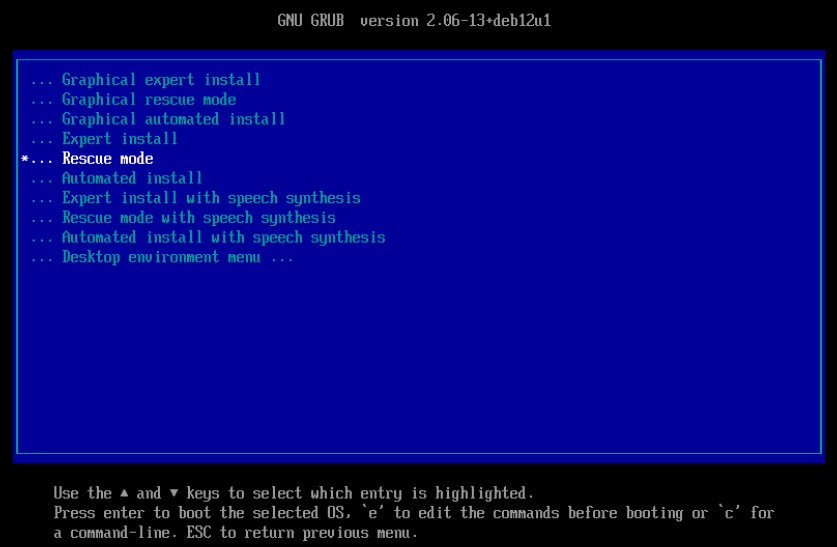 GNU GRUB  version 2.06-13+deb12u1
... Graphical expert install
... Graphical rescue mode
... Graphical automated install
... Expert install
*... Rescue mode
... Automated install
... Expert install with speech synthesis
... Rescue mode with speech synthesis
... Automated install with speech synthesis
... Desktop environment menu ...
Use the ▲ and ▼ keys to select which entry is highlighted.
Press enter to boot the selected OS, `e' to edit the commands before booting or `c' for
a command-line. ESC to return previous menu.